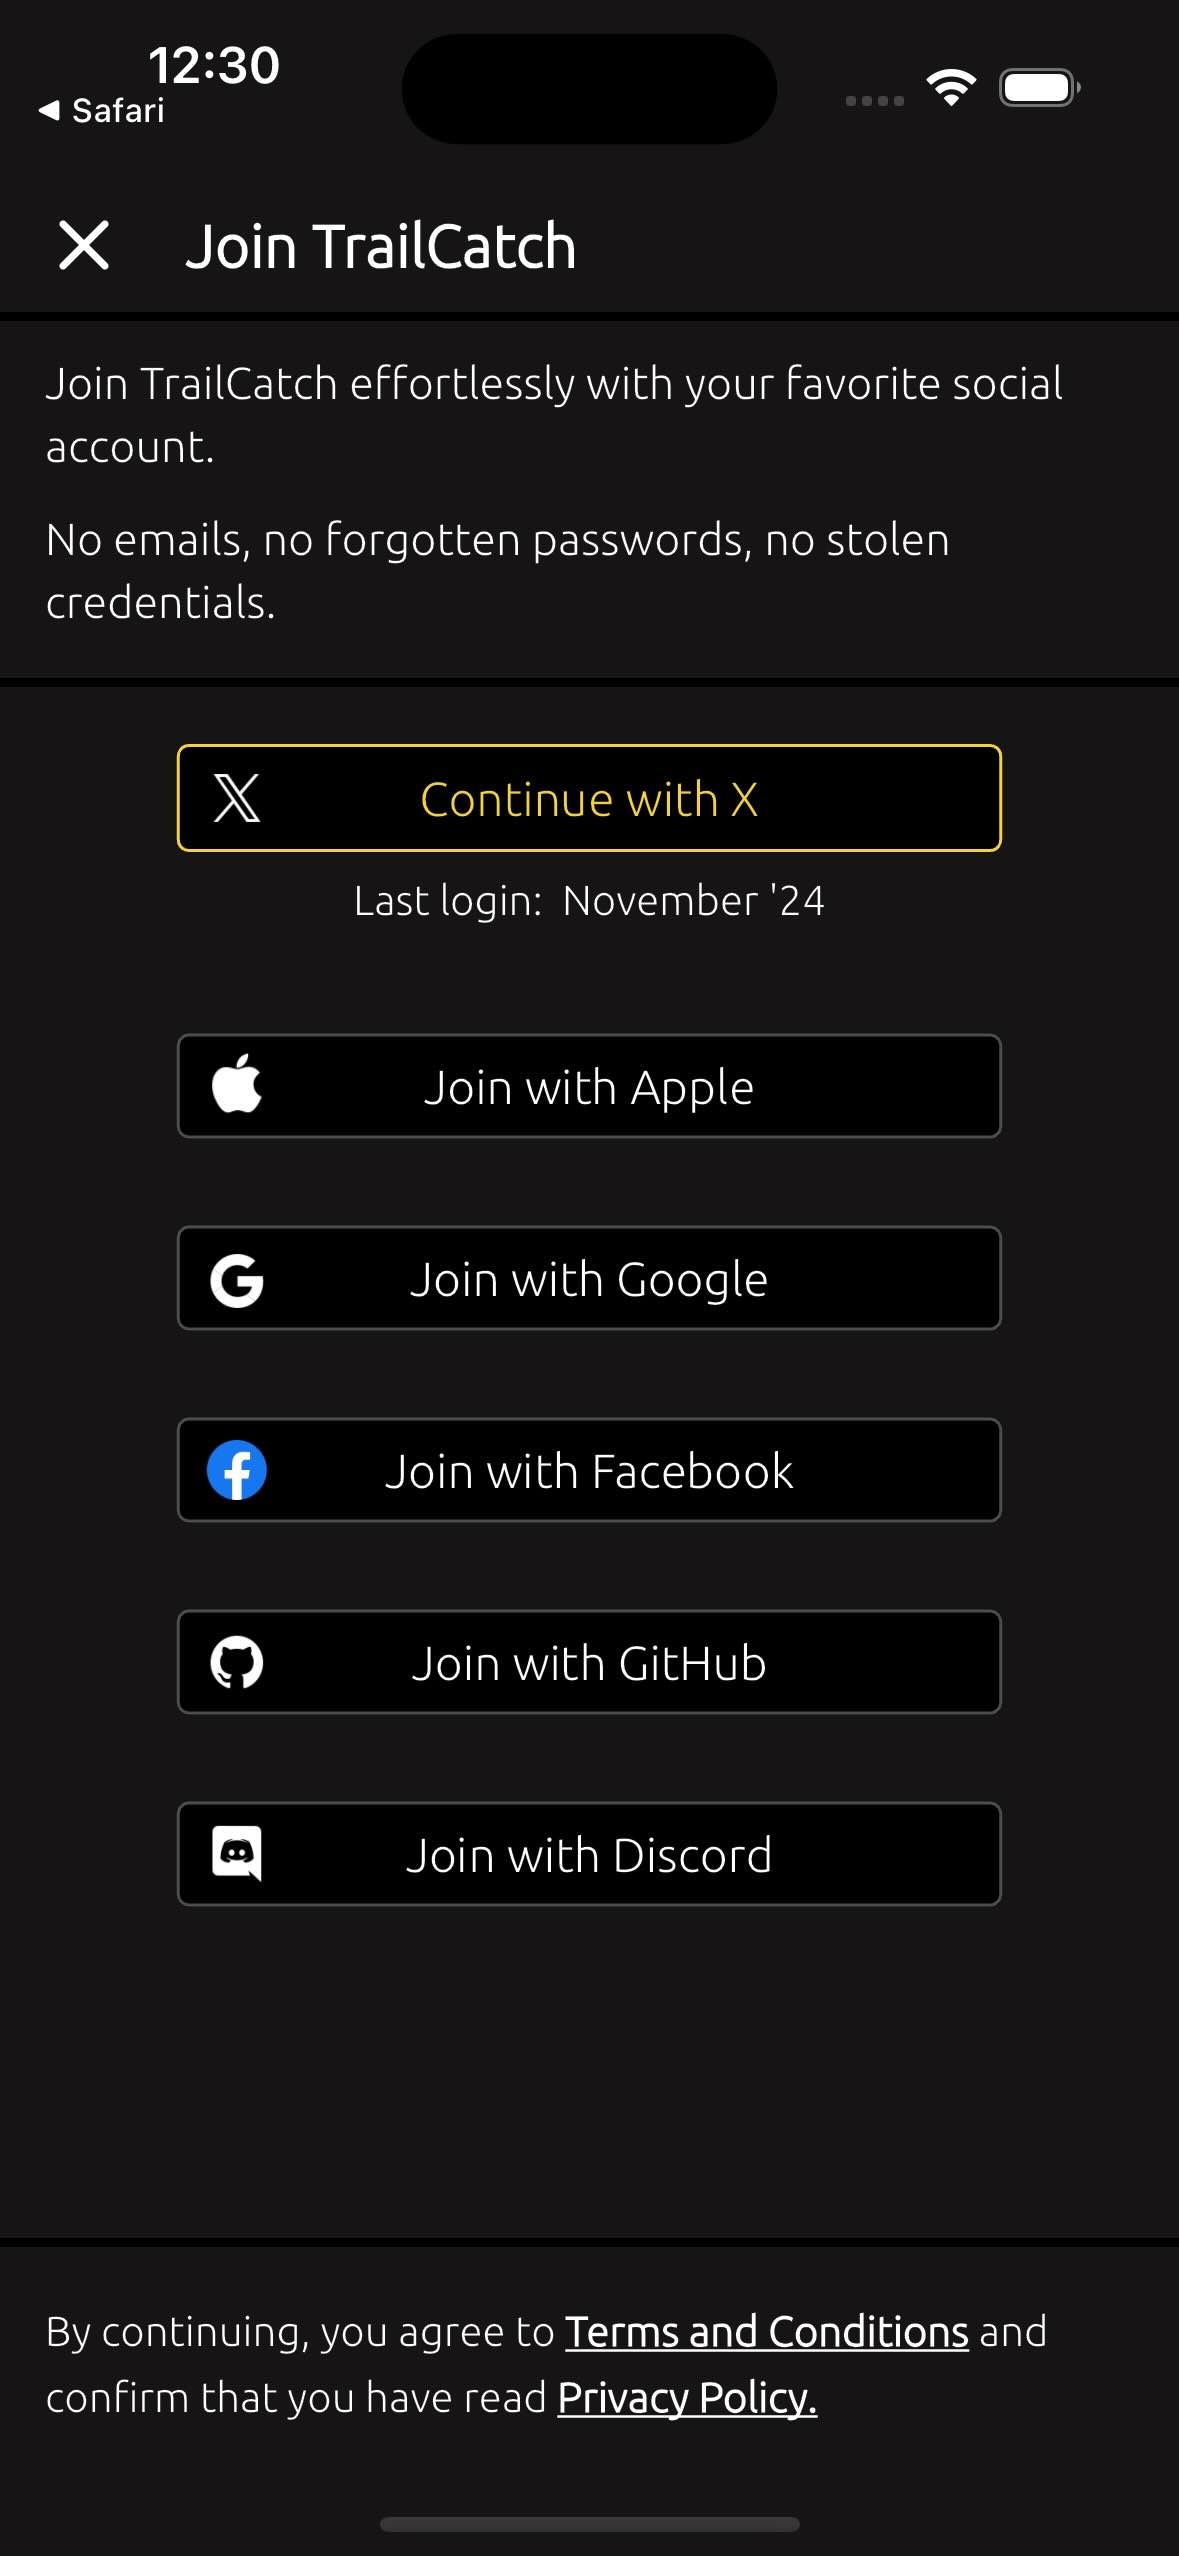 12:30
Safari
Join TrailCatch
Join TrailCatch effortlessly with your favorite social
account.
No emails, no forgotten passwords, no stolen
credentials.
Continue with X
Last login: November '24
Join with Apple
Join with Google
Join with Facebook
Join with GitHub
Join with Discord
By continuing, you agree to Terms and Conditions and
confirm that you have read Privacy Policy.